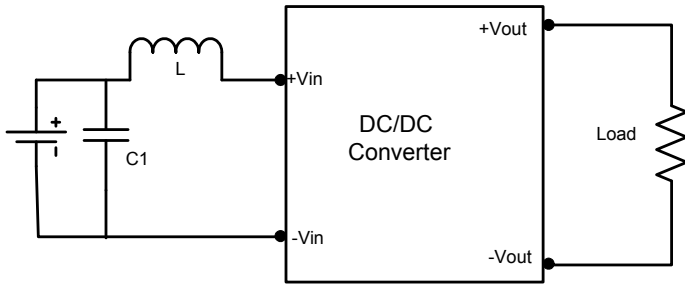 +Vout
L
+Vin
+
DC/DC
Converter
Load
C1
-Vin
-Vout